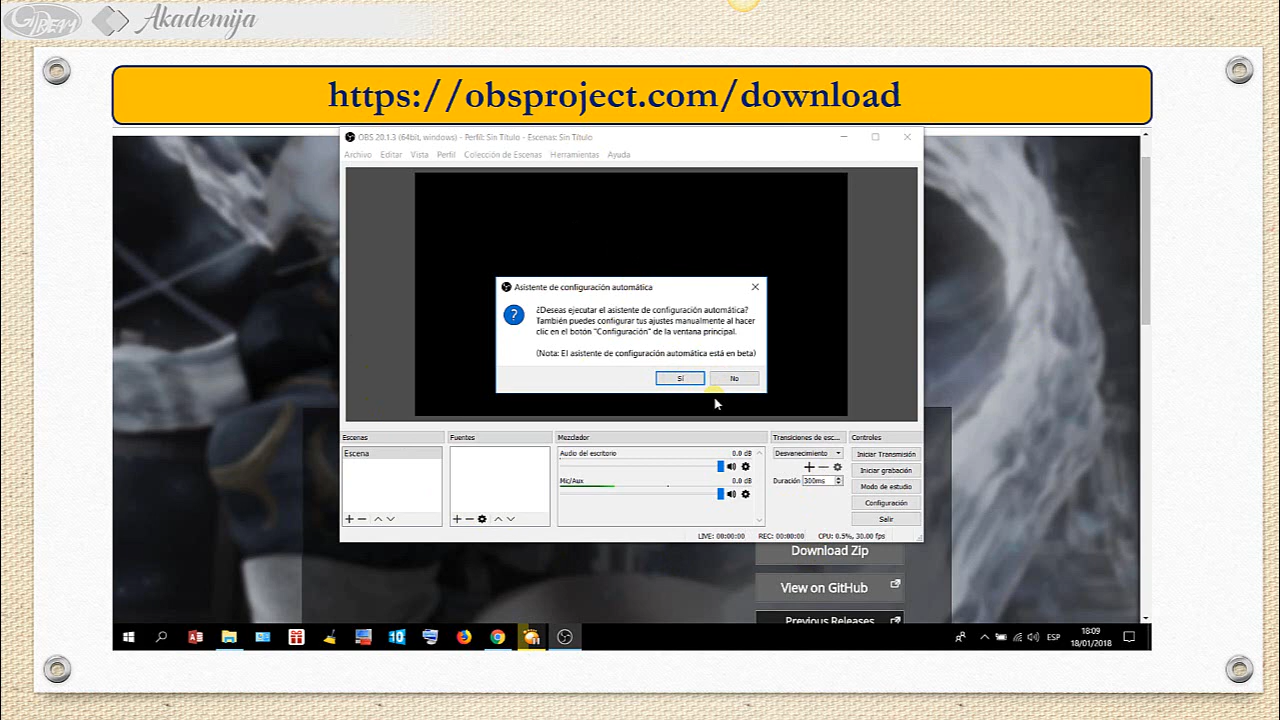 Akademija
https://obsproject.com/download
OBS 20.1.3 (64bit, windows) - Perfil: Sin Título - Escenas: Sin Título
Archivo Editar Vista Perfil Colección de Escenas Herramientas Ayuda
Asistente de configuración automática
¿Deseas ejecutar el asistente de configuración automática?
También puedes configurar tus ajustes manualmente al hacer
clic en el botón "Configuración" de la ventana principal.
(Nota: El asistente de configuración automática está en beta)
Sí No
Escenas Fuentes Mezclador Transiciones de esc... Controles
Escena
Audio del escritorio 0.0 dB
Mic/Aux 0.0 dB
Desvanecimiento
Duración 300ms
Iniciar Transmisión
Iniciar grabación
Modo de estudio
Configuración
Salir
LIVE: 00:00:00 REC: 00:00:00 CPU: 0.5%, 30.00 fps
Download Zip
View on GitHub
Previous Releases
ESP
18:09
18/01/2018